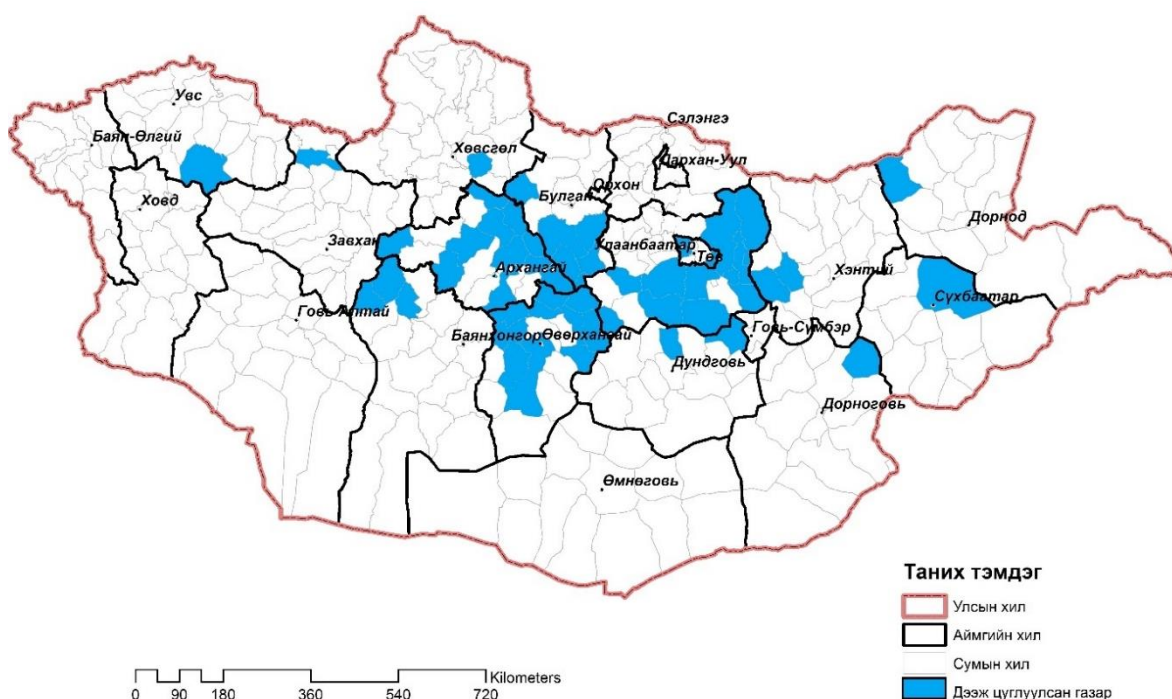 Увс
Сэлэнгэ
Баян-Өлгий
Хөвсгөл
Дархан-Уул
Орхон
Ховд
Булган
Дорнод
Завхан
Улаанбаатар
Төв
Архангай
Хэнтий
Сүхбаатар
Говь-Алтай
Баянхонгор
Өвөрхангай
Говь-Сүмбэр
Дундговь
Дорноговь
Өмнөговь
Таних тэмдэг
Улсын хил
Аймгийн хил
Сумын хил
Дээж цуглуулсан газар
Kilometers
0 90 180 360 540 720